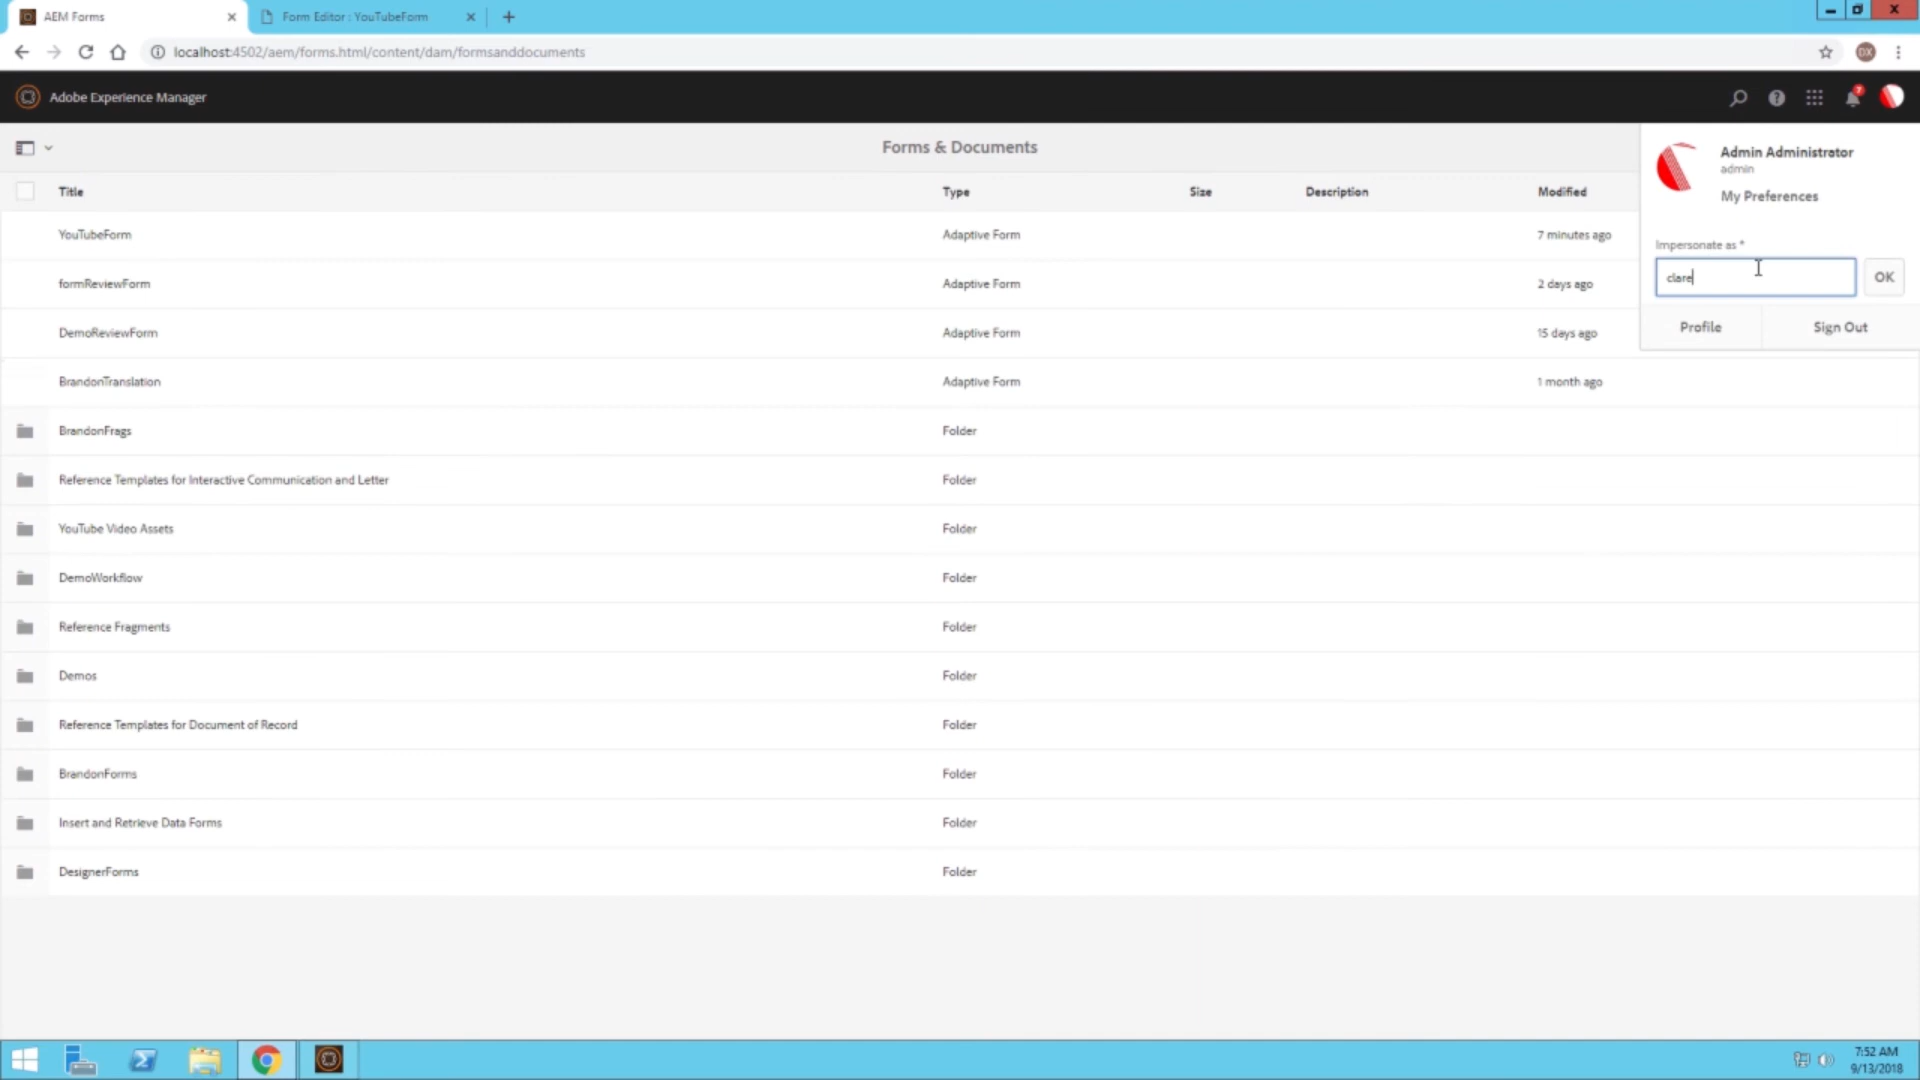 AEM Forms
Form Editor : YouTubeForm
localhost:4502/aem/forms.html/content/dam/formsanddocuments
DX
Adobe Experience Manager
7
Forms & Documents
Admin Administrator
admin
My Preferences
Impersonate as *
clare
OK
Profile
Sign Out
Title Type Size Description Modified
YouTubeForm Adaptive Form 7 minutes ago
formReviewForm Adaptive Form 2 days ago
DemoReviewForm Adaptive Form 15 days ago
BrandonTranslation Adaptive Form 1 month ago
BrandonFrags Folder
Reference Templates for Interactive Communication and Letter Folder
YouTube Video Assets Folder
DemoWorkflow Folder
Reference Fragments Folder
Demos Folder
Reference Templates for Document of Record Folder
BrandonForms Folder
Insert and Retrieve Data Forms Folder
DesignerForms Folder
7:52 AM
9/13/2018